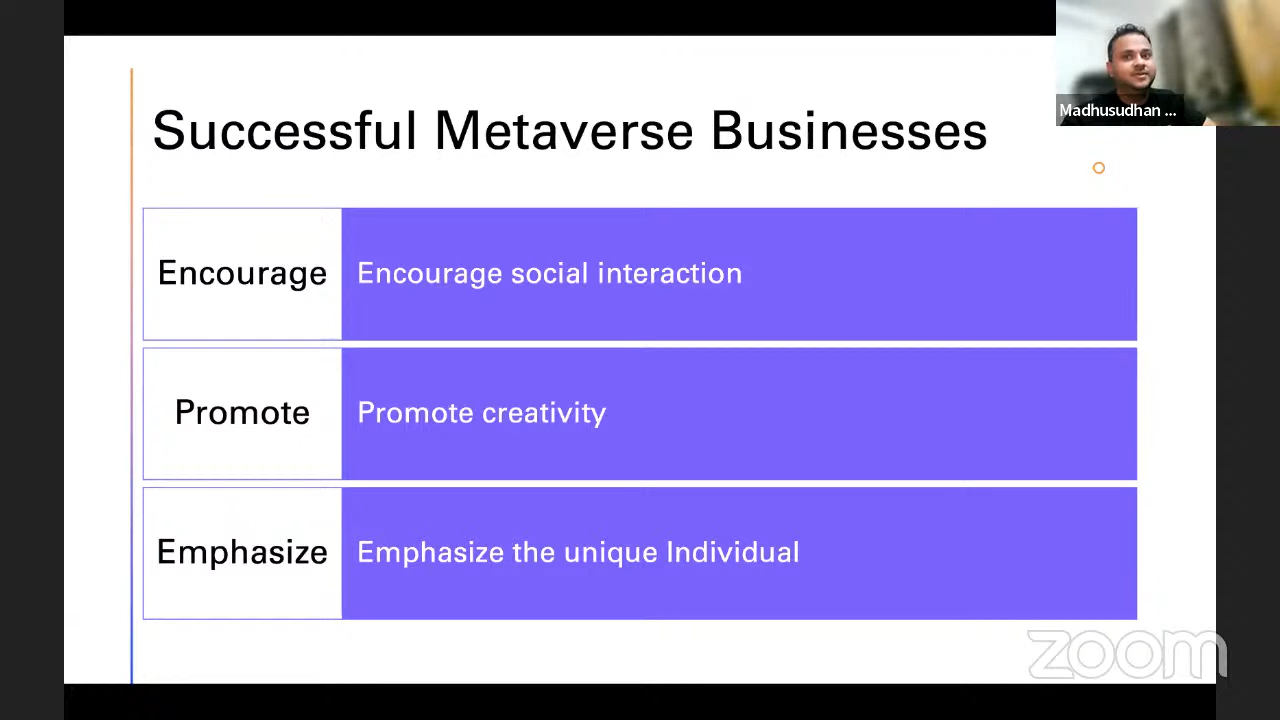 Madhusudhan ...
Successful Metaverse Businesses
Encourage
Encourage social interaction
Promote
Promote creativity
Emphasize
Emphasize the unique Individual
zoom